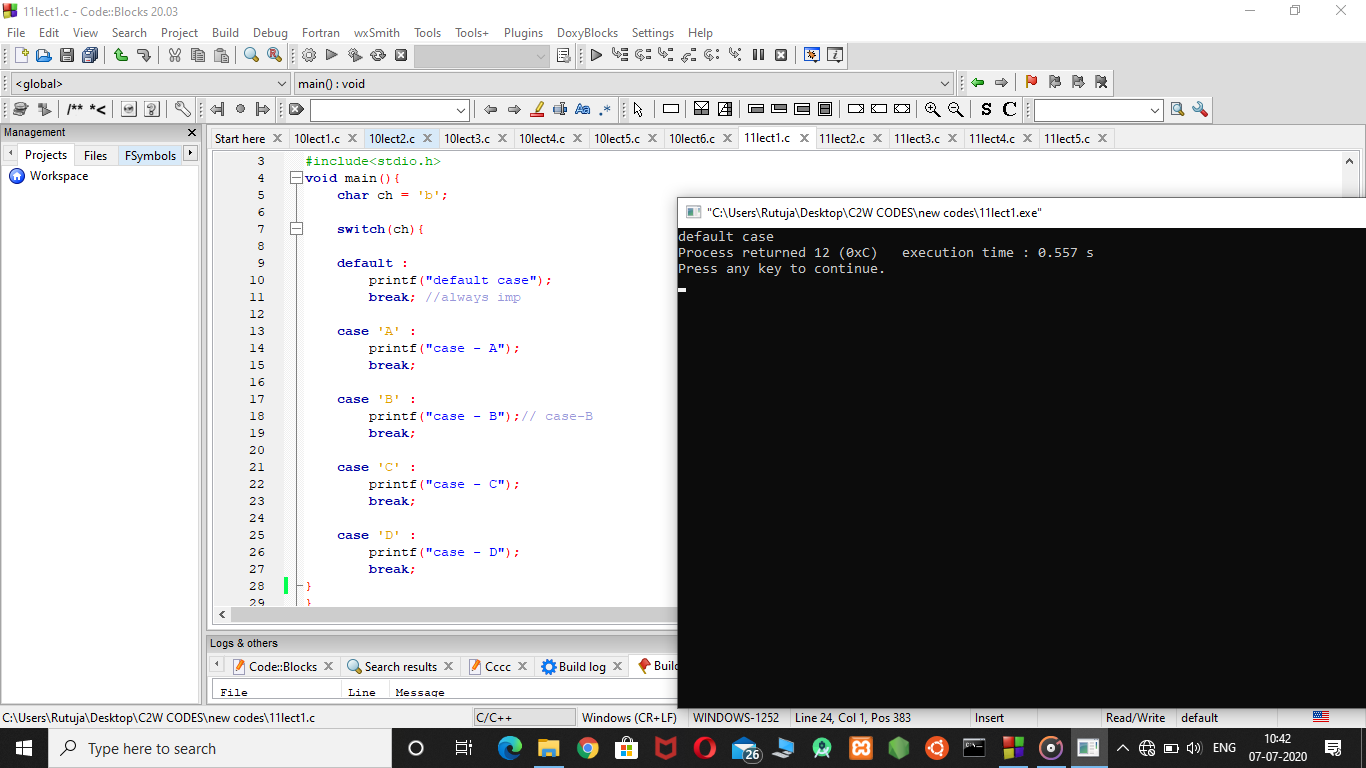 11lect1.c - Code::Blocks 20.03
File Edit View Search Project Build Debug Fortran wxSmith Tools Tools+ Plugins DoxyBlocks Settings Help
<global> main() : void
/** *< Aa .* S C
Management
Projects Files FSymbols
Workspace
Start here 10lect1.c 10lect2.c 10lect3.c 10lect4.c 10lect5.c 10lect6.c 11lect1.c 11lect2.c 11lect3.c 11lect4.c 11lect5.c
3 #include<stdio.h>
4 void main(){
5 char ch = 'b';
6
7 switch(ch){
8
9 default :
10 printf("default case");
11 break; //always imp
12
13 case 'A' :
14 printf("case - A");
15 break;
16
17 case 'B' :
18 printf("case - B");// case-B
19 break;
20
21 case 'C' :
22 printf("case - C");
23 break;
24
25 case 'D' :
26 printf("case - D");
27 break;
28 }
29 }
"C:\Users\Rutuja\Desktop\C2W CODES\new codes\11lect1.exe"
default case
Process returned 12 (0xC) execution time : 0.557 s
Press any key to continue.
Logs & others
Code::Blocks Search results Cccc Build log Build
File Line Message
C:\Users\Rutuja\Desktop\C2W CODES\new codes\11lect1.c C/C++ Windows (CR+LF) WINDOWS-1252 Line 24, Col 1, Pos 383 Insert Read/Write default
Type here to search 26 ENG 10:42
07-07-2020